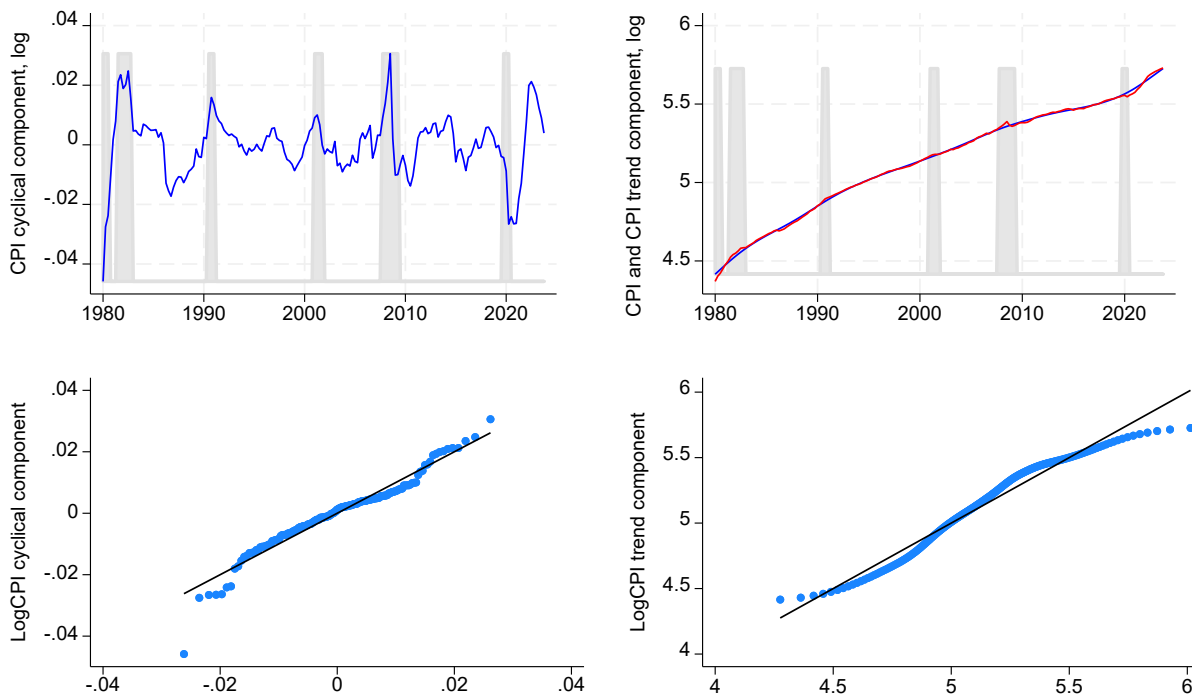 CPI cyclical component, log
.04
.02
0
-.02
-.04
1980 1990 2000 2010 2020
CPI and CPI trend component, log
6
5.5
5
4.5
1980 1990 2000 2010 2020
LogCPI cyclical component
.04
.02
0
-.02
-.04
-.04 -.02 0 .02 .04
LogCPI trend component
6
5.5
5
4.5
4
4 4.5 5 5.5 6